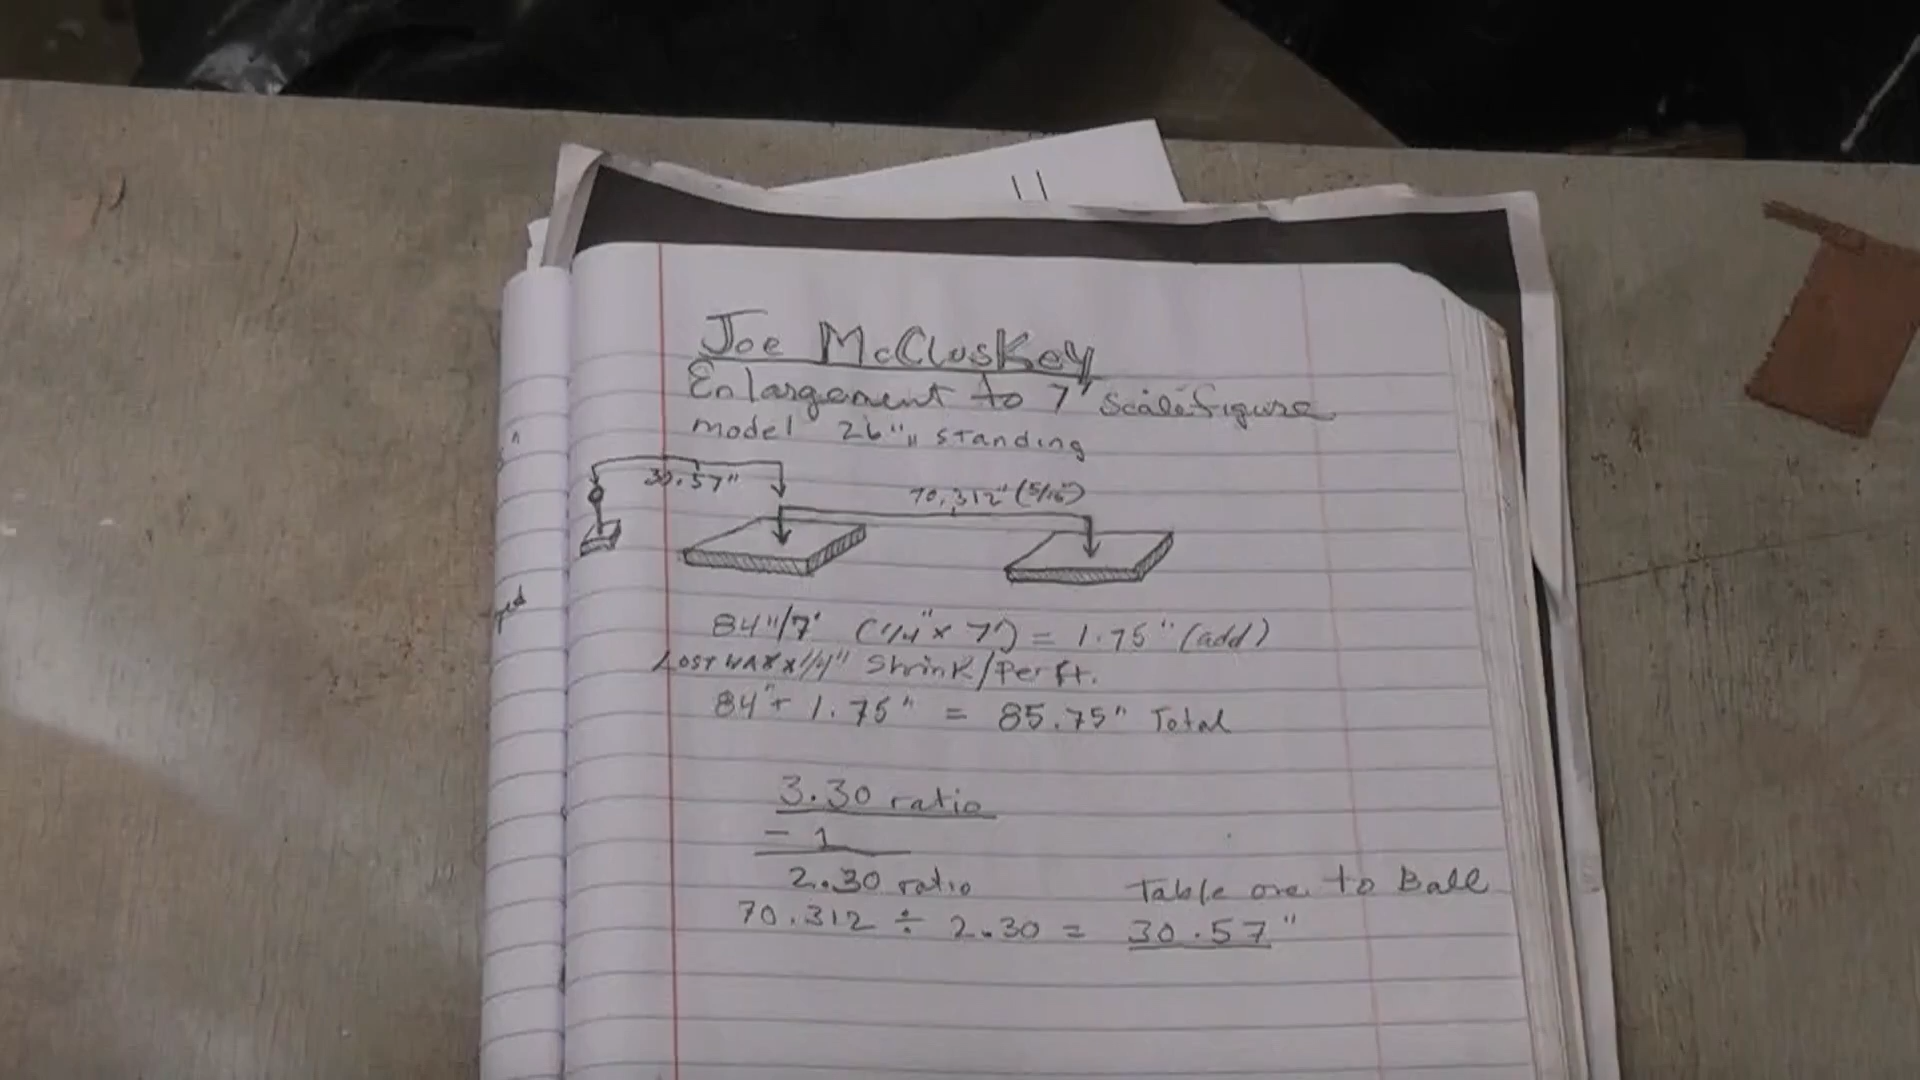 Joe McCluskey
Enlargement to 7' scale figure
model 26" standing
30.57"
70.312" (5/16")
84"/7' (1/4" x 7') = 1.75" (add)
Lost wax x 1/4" Shrink/Per ft.
84" + 1.75" = 85.75" Total
3.30 ratio
- 1
2.30 ratio
Table one to Ball
70.312 ÷ 2.30 = 30.57"